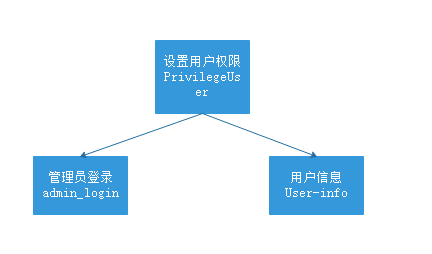 设置用户权限
PrivilegeUs
er
管理员登录
admin_login
用户信息
User-info